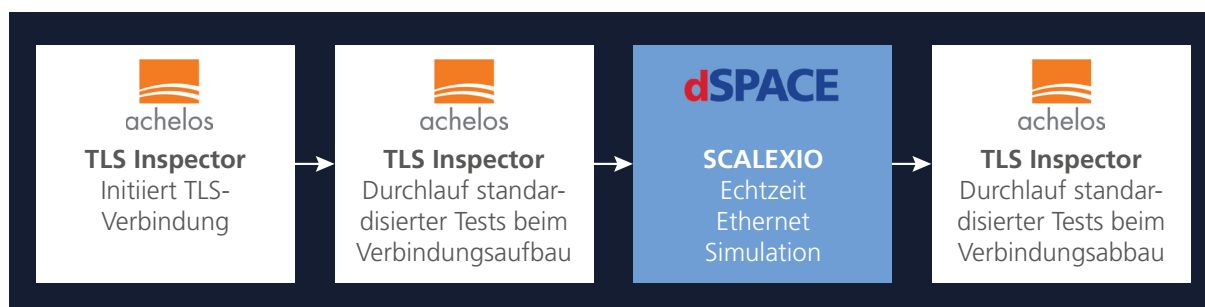 achelos
TLS Inspector
Initiiert TLS-
Verbindung
achelos
TLS Inspector
Durchlauf standar-
disierter Tests beim
Verbindungsaufbau
dSPACE
SCALEXIO
Echtzeit
Ethernet
Simulation
achelos
TLS Inspector
Durchlauf standar-
disierter Tests beim
Verbindungsabbau